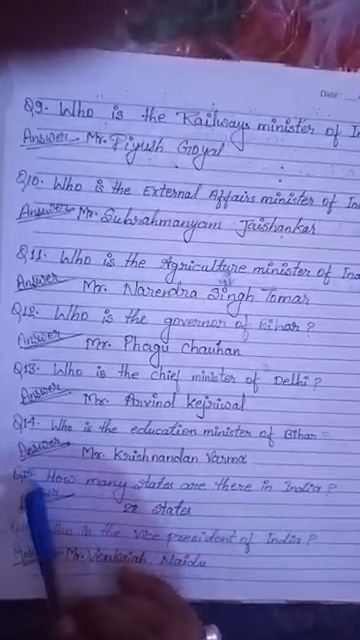 Date:
Q9. Who is the Railways minister of
Answer Mr. Piyush Goyal
Q10. Who is the External Affairs minister of
Answer Mr. Subrahmanyam Jaishankar
Q11. Who is the Agriculture minister of
Answer Mr. Narendra Singh Tomar
Q12. Who is the governor of Bihar?
Answer Mr. Phagu Chauhan
Q13. Who is the chief minister of Delhi?
Answer Mr. Arvind Kejriwal
Q14. Who is the education minister of Bihar
Answer Mr. Krishnandan Varma
How many states are there in India?
28 states
Who is the vice president of India?
Mr. Venkaiah Naidu